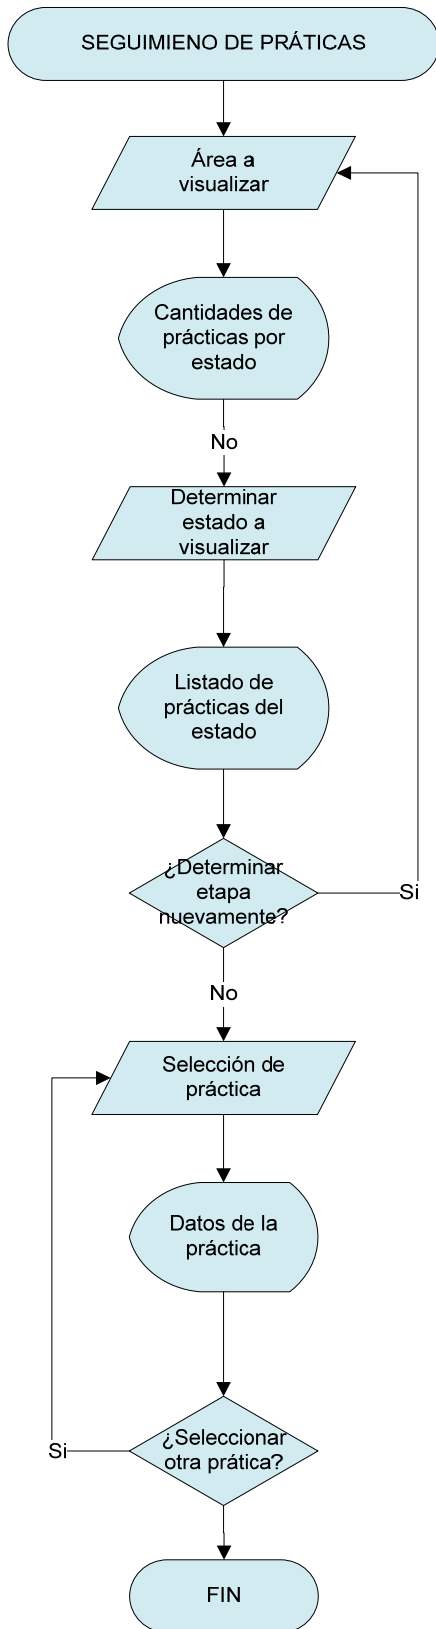 SEGUIMIENO DE PRÁTICAS
Área a
visualizar
Cantidades de
prácticas por
estado
No
Determinar
estado a
visualizar
Listado de
prácticas del
estado
¿Determinar
etapa
nuevamente?
Si
No
Selección de
práctica
Datos de la
práctica
¿Seleccionar
otra prática?
Si
FIN